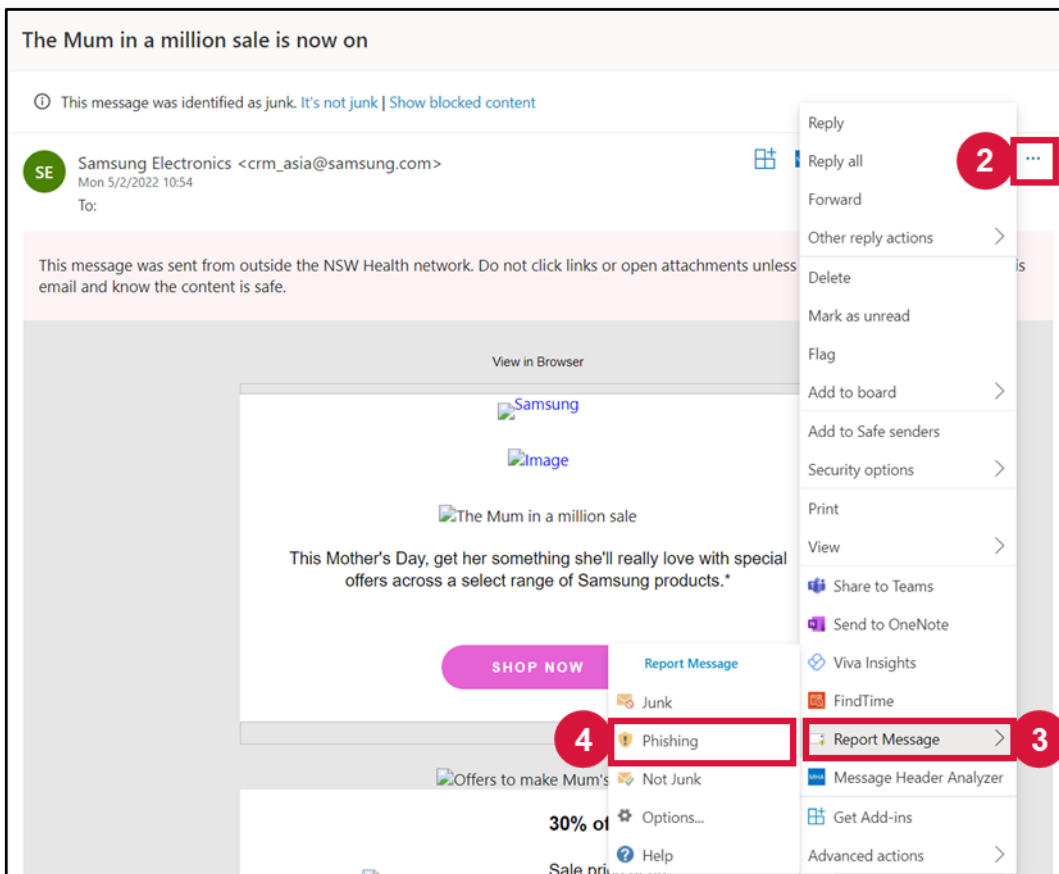 The Mum in a million sale is now on
This message was identified as junk. It's not junk | Show blocked content
SE
Samsung Electronics <crm_asia@samsung.com>
Mon 5/2/2022 10:54
To:
2
...
This message was sent from outside the NSW Health network. Do not click links or open attachments unless is
email and know the content is safe.
View in Browser
Samsung
Image
The Mum in a million sale
This Mother's Day, get her something she'll really love with special
offers across a select range of Samsung products.*
SHOP NOW
Offers to make Mum's
30% of
Sale pri
Reply
Reply all
Forward
Other reply actions
Delete
Mark as unread
Flag
Add to board
Add to Safe senders
Security options
Print
View
Share to Teams
Send to OneNote
Viva Insights
FindTime
Report Message
3
MHA Message Header Analyzer
Get Add-ins
Advanced actions
Report Message
Junk
4
Phishing
Not Junk
Options...
Help